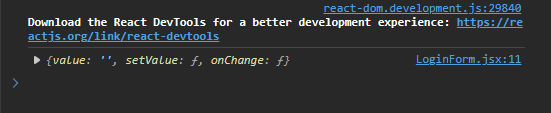 react-dom.development.js:29840
Download the React DevTools for a better development experience: https://re
actjs.org/link/react-devtools
▶ {value: '', setValue: ƒ, onChange: ƒ} LoginForm.jsx:11
>